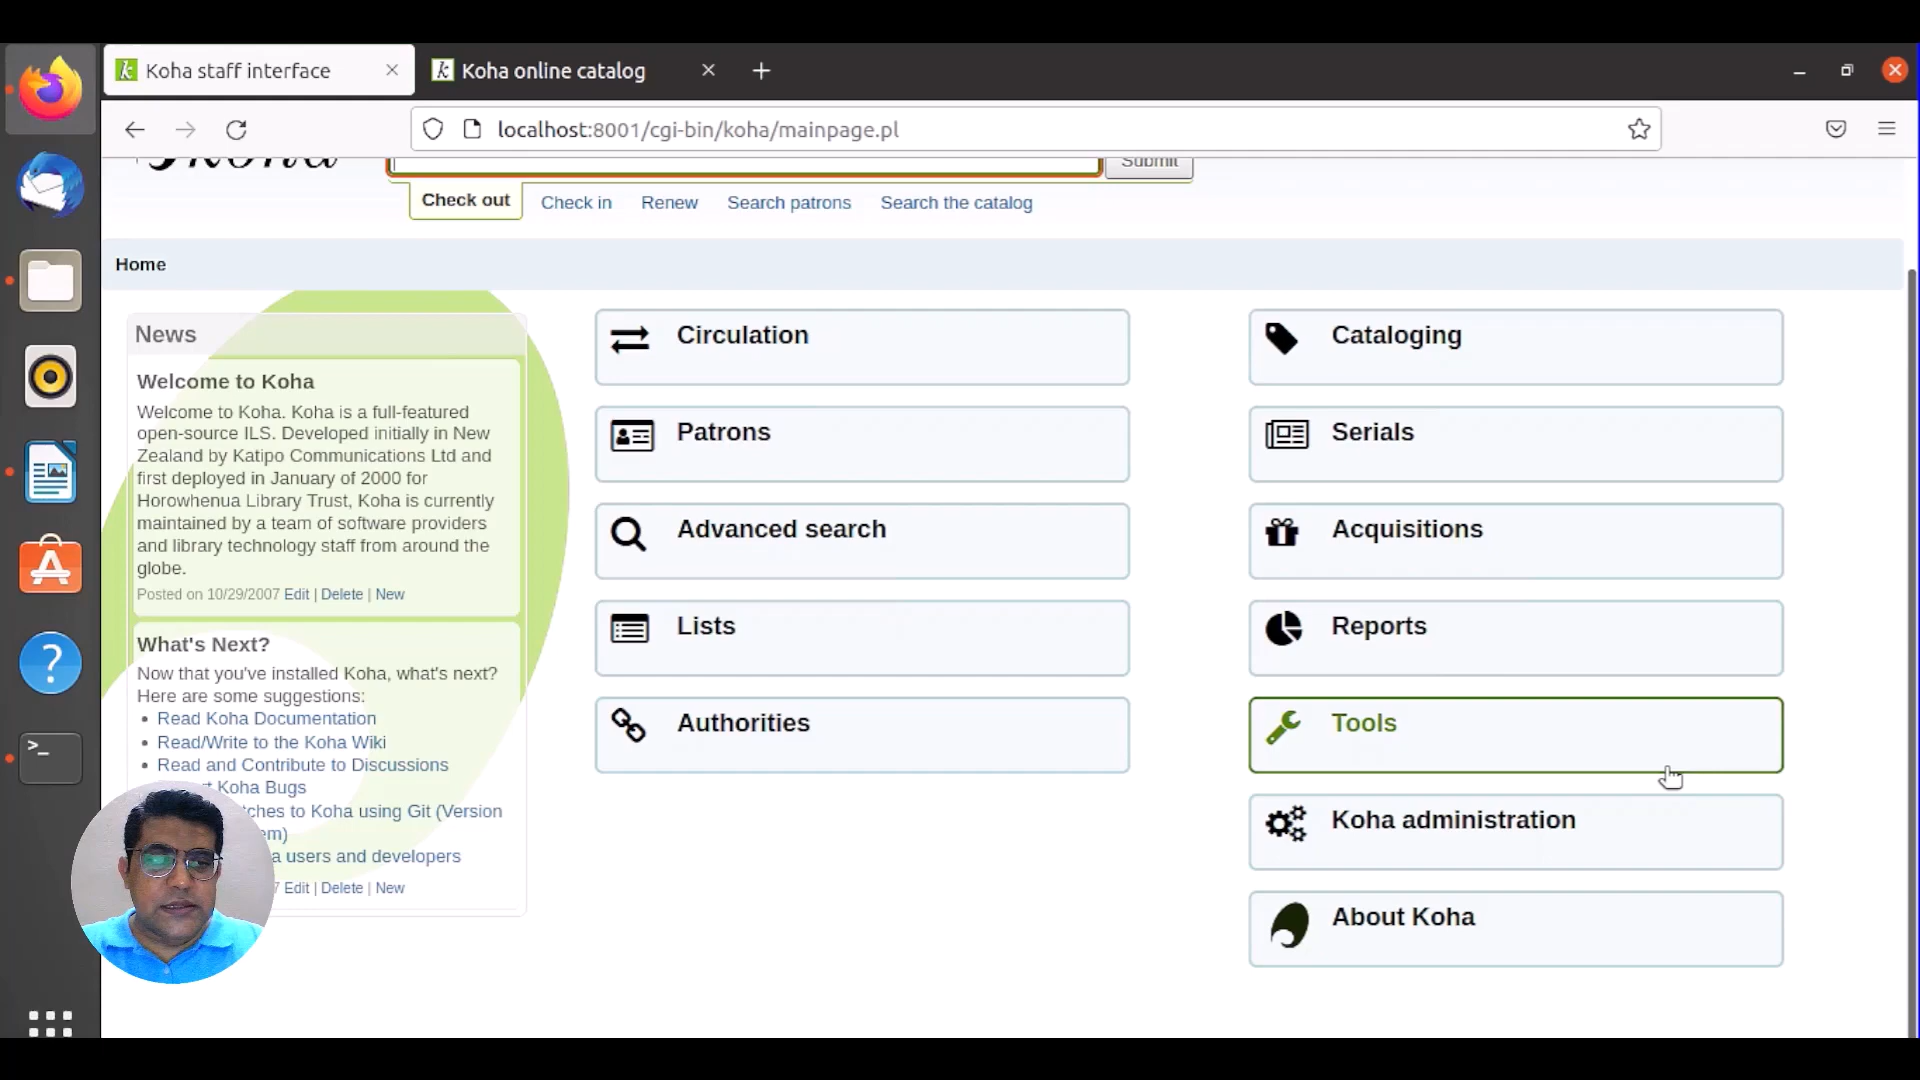 Koha staff interface
Koha online catalog
localhost:8001/cgi-bin/koha/mainpage.pl
Koha
Submit
Check out
Check in
Renew
Search patrons
Search the catalog
Home
News
Welcome to Koha
Welcome to Koha. Koha is a full-featured
open-source ILS. Developed initially in New
Zealand by Katipo Communications Ltd and
first deployed in January of 2000 for
Horowhenua Library Trust, Koha is currently
maintained by a team of software providers
and library technology staff from around the
globe.
Posted on 10/29/2007 Edit | Delete | New
What's Next?
Now that you've installed Koha, what's next?
Here are some suggestions:
• Read Koha Documentation
• Read/Write to the Koha Wiki
• Read and Contribute to Discussions
Koha Bugs
to Koha using Git (Version
users and developers
Edit | Delete | New
Circulation
Patrons
Advanced search
Lists
Authorities
Cataloging
Serials
Acquisitions
Reports
Tools
Koha administration
About Koha